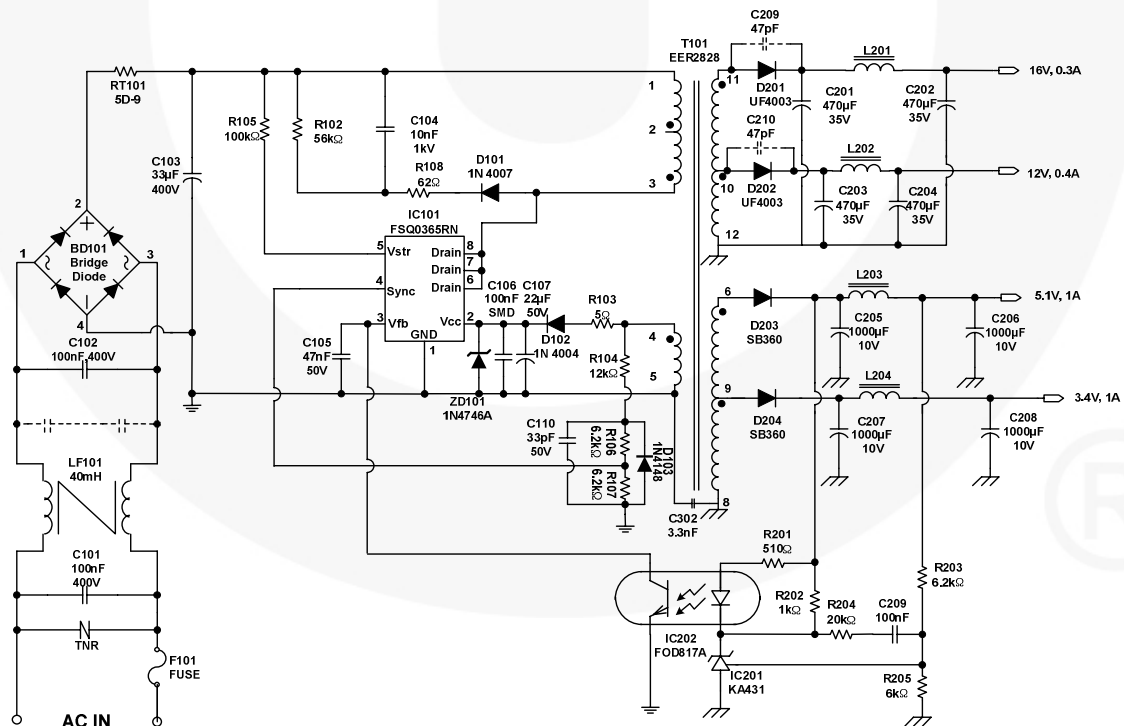 C209
47pF
T101
EER2828
L201
RT101
5D-9
1
11
D201
UF4003
C201
470µF
35V
C202
470µF
35V
16V, 0.3A
R105
100kΩ
R102
56kΩ
C104
10nF
1kV
2
C210
47pF
L202
C103
33µF
400V
R108
62Ω
D101
1N 4007
3
10
D202
UF4003
C203
470µF
35V
C204
470µF
35V
12V, 0.4A
2
IC101
FSQ0365RN
12
1
BD101
Bridge
Diode
3
5
Vstr
Drain
8
Drain
7
Drain
6
4
Sync
C106
100nF
SMD
C107
22µF
50V
L203
6
5.1V, 1A
4
3
Vfb
Vcc
2
GND
1
R103
5Ω
D102
1N 4004
4
D203
SB360
C205
1000µF
10V
C206
1000µF
10V
C102
100nF,400V
C105
47nF
50V
R104
12kΩ
5
L204
9
3.4V, 1A
ZD101
1N4746A
C110
33pF
50V
R106
6.2kΩ
R107
6.2kΩ
D103
1N4148
D204
SB360
C207
1000µF
10V
C208
1000µF
10V
LF101
40mH
8
C302
3.3nF
R201
510Ω
C101
100nF
400V
R203
6.2kΩ
R202
1kΩ
R204
20kΩ
C209
100nF
TNR
IC202
FOD817A
F101
FUSE
IC201
KA431
R205
6kΩ
AC IN
R